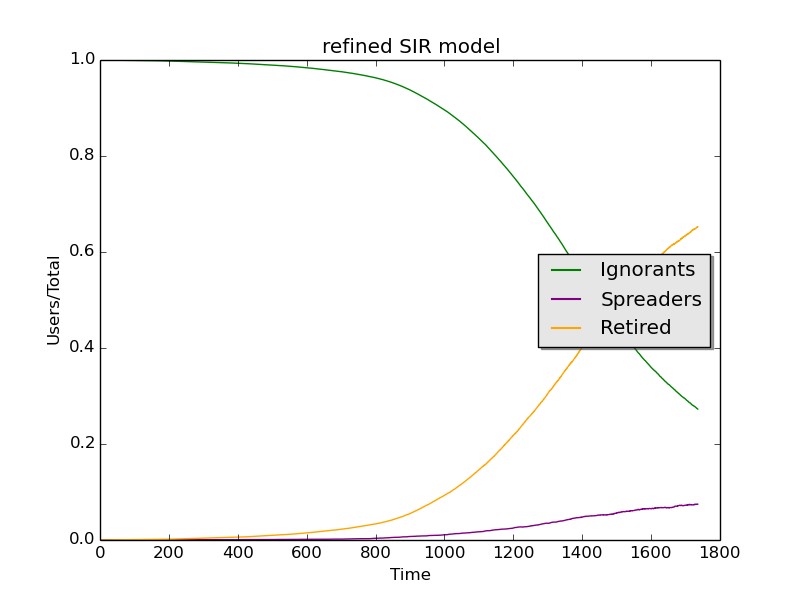 refined SIR model
1.0
0.8
0.6
0.4
0.2
0.0
Users/Total
Ignorants
Spreaders
Retired
0 200 400 600 800 1000 1200 1400 1600 1800
Time